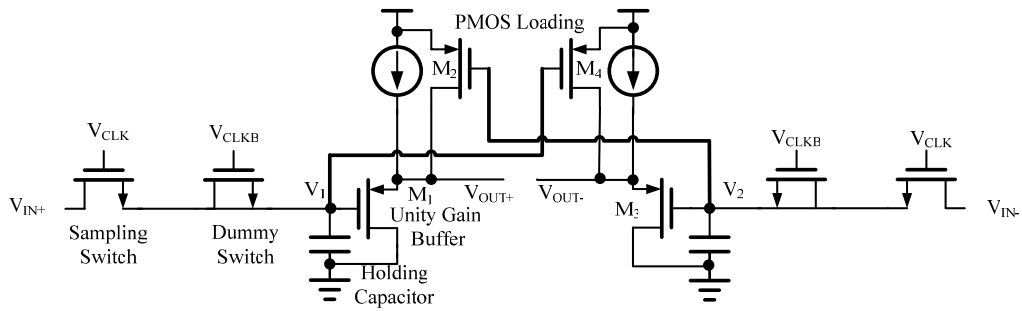 PMOS Loading
M2
M4
VCLK
VCLKB
VCLKB
VCLK
VIN+
V1
M1
VOUT+
VOUT-
M3
V2
VIN-
Sampling
Switch
Dummy
Switch
Unity Gain
Buffer
Holding
Capacitor